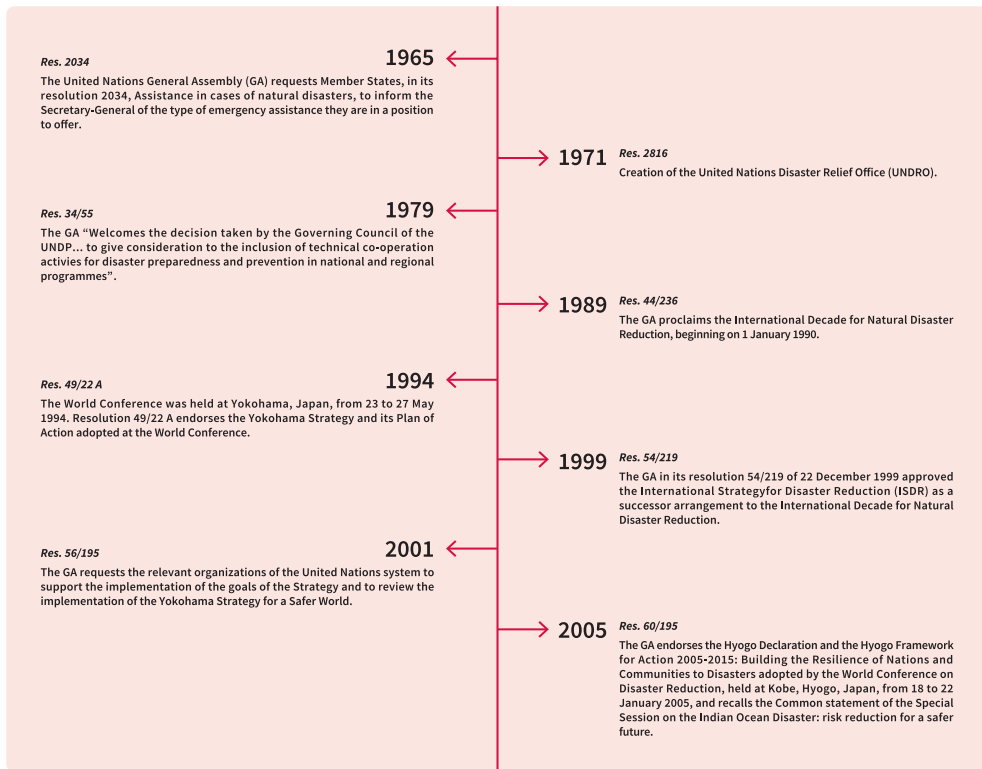 1965
Res. 2034
The United Nations General Assembly (GA) requests Member States, in its
resolution 2034, Assistance in cases of natural disasters, to inform the
Secretary-General of the type of emergency assistance they are in a position
to offer.
1971
Res. 2816
Creation of the United Nations Disaster Relief Office (UNDRO).
1979
Res. 34/55
The GA “Welcomes the decision taken by the Governing Council of the
UNDP... to give consideration to the inclusion of technical co-operation
activies for disaster preparedness and prevention in national and regional
programmes”.
1989
Res. 44/236
The GA proclaims the International Decade for Natural Disaster
Reduction, beginning on 1 January 1990.
1994
Res. 49/22 A
The World Conference was held at Yokohama, Japan, from 23 to 27 May
1994. Resolution 49/22 A endorses the Yokohama Strategy and its Plan of
Action adopted at the World Conference.
1999
Res. 54/219
The GA in its resolution 54/219 of 22 December 1999 approved
the International Strategyfor Disaster Reduction (ISDR) as a
successor arrangement to the International Decade for Natural
Disaster Reduction.
2001
Res. 56/195
The GA requests the relevant organizations of the United Nations system to
support the implementation of the goals of the Strategy and to review the
implementation of the Yokohama Strategy for a Safer World.
2005
Res. 60/195
The GA endorses the Hyogo Declaration and the Hyogo Framework
for Action 2005-2015: Building the Resilience of Nations and
Communities to Disasters adopted by the World Conference on
Disaster Reduction, held at Kobe, Hyogo, Japan, from 18 to 22
January 2005, and recalls the Common statement of the Special
Session on the Indian Ocean Disaster: risk reduction for a safer
future.